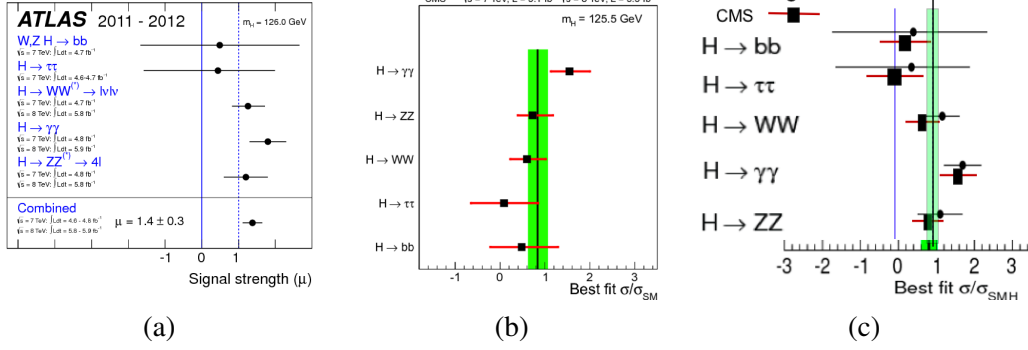 ATLAS 2011 - 2012
m_H = 126.0 GeV
W,Z H → bb
√s = 7 TeV: ∫Ldt = 4.7 fb⁻¹
H → ττ
√s = 7 TeV: ∫Ldt = 4.6-4.7 fb⁻¹
H → WW⁽*⁾ → lνlν
√s = 7 TeV: ∫Ldt = 4.7 fb⁻¹
√s = 8 TeV: ∫Ldt = 5.8 fb⁻¹
H → γγ
√s = 7 TeV: ∫Ldt = 4.8 fb⁻¹
√s = 8 TeV: ∫Ldt = 5.9 fb⁻¹
H → ZZ⁽*⁾ → 4l
√s = 7 TeV: ∫Ldt = 4.8 fb⁻¹
√s = 8 TeV: ∫Ldt = 5.8 fb⁻¹
Combined
√s = 7 TeV: ∫Ldt = 4.6 - 4.8 fb⁻¹
√s = 8 TeV: ∫Ldt = 5.8 - 5.9 fb⁻¹
μ = 1.4 ± 0.3
-1 0 1
Signal strength (μ)
(a)
m_H = 125.5 GeV
H → γγ
H → ZZ
H → WW
H → ττ
H → bb
-1 0 1 2 3
Best fit σ/σ_SM
(b)
CMS
H → bb
H → ττ
H → WW
H → γγ
H → ZZ
-3 -2 -1 0 1 2 3
Best fit σ/σ_SMH
(c)